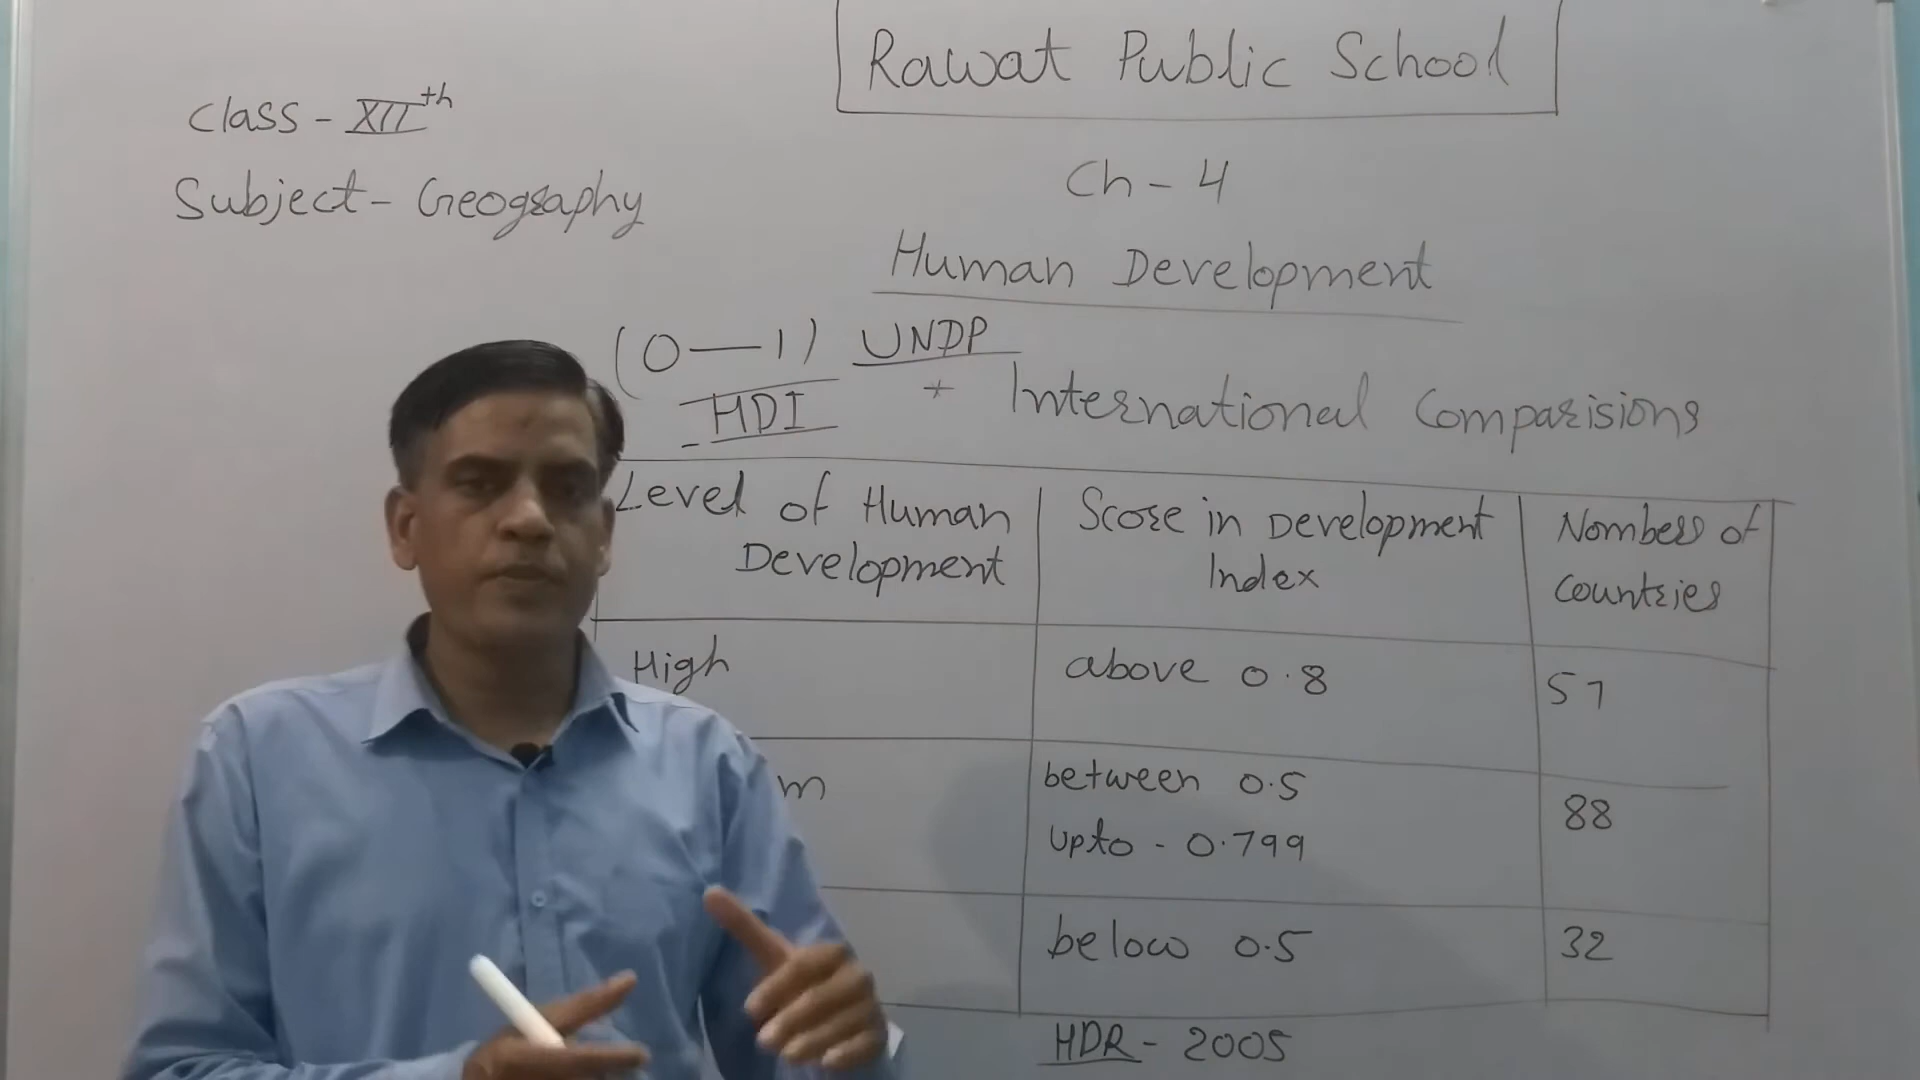 Rawat Public School
Class - XIIth
Subject - Geography
Ch - 4
Human Development
(0 — 1) UNDP
HDI
* International Comparisions
Level of Human Development
Score in Development Index
Nombers of Countries
High
above 0.8
57
m
between 0.5
upto - 0.799
88
below 0.5
32
HDR - 2005